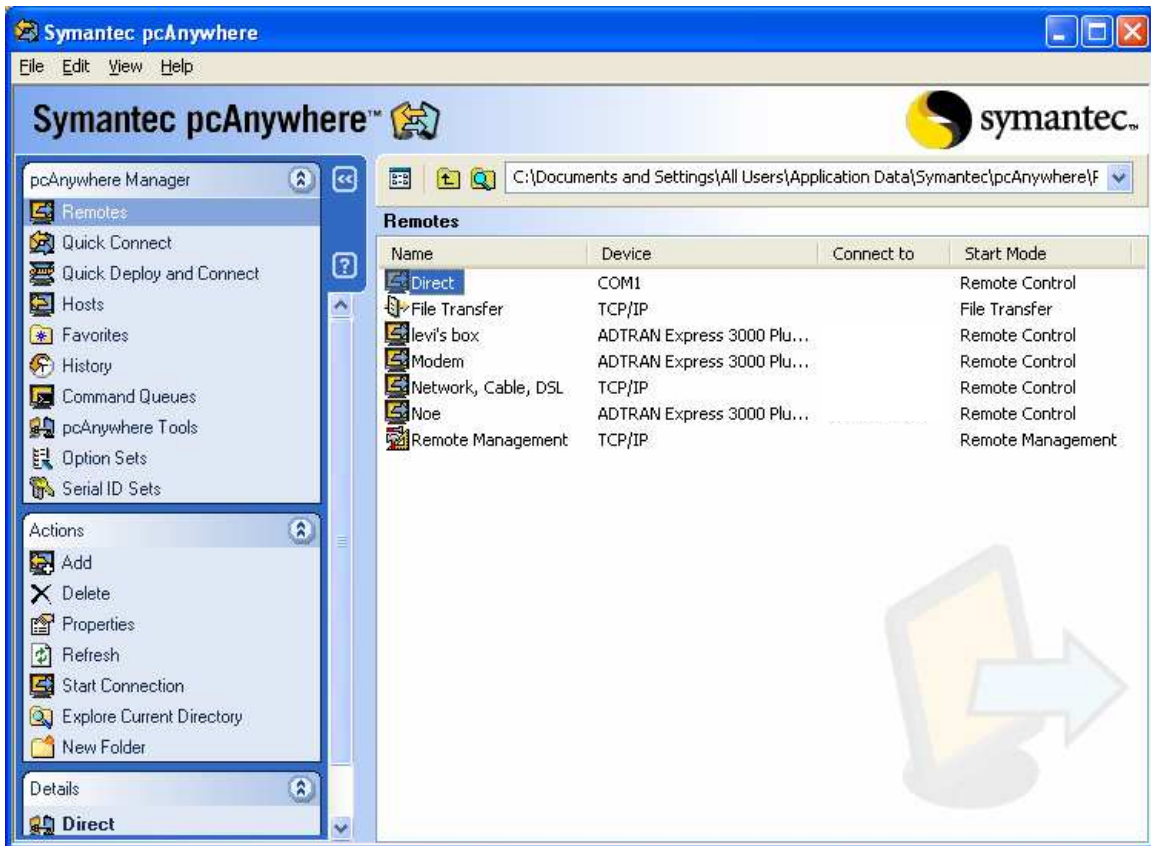 Symantec pcAnywhere
File Edit View Help
Symantec pcAnywhere™
symantec™
pcAnywhere Manager
Remotes
Quick Connect
Quick Deploy and Connect
Hosts
Favorites
History
Command Queues
pcAnywhere Tools
Option Sets
Serial ID Sets
Actions
Add
Delete
Properties
Refresh
Start Connection
Explore Current Directory
New Folder
Details
Direct
C:\Documents and Settings\All Users\Application Data\Symantec\pcAnywhere\
Remotes
Name Device Connect to Start Mode
Direct COM1 Remote Control
File Transfer TCP/IP File Transfer
levi's box ADTRAN Express 3000 Plu... Remote Control
Modem ADTRAN Express 3000 Plu... Remote Control
Network, Cable, DSL TCP/IP Remote Control
Noe ADTRAN Express 3000 Plu... Remote Control
Remote Management TCP/IP Remote Management